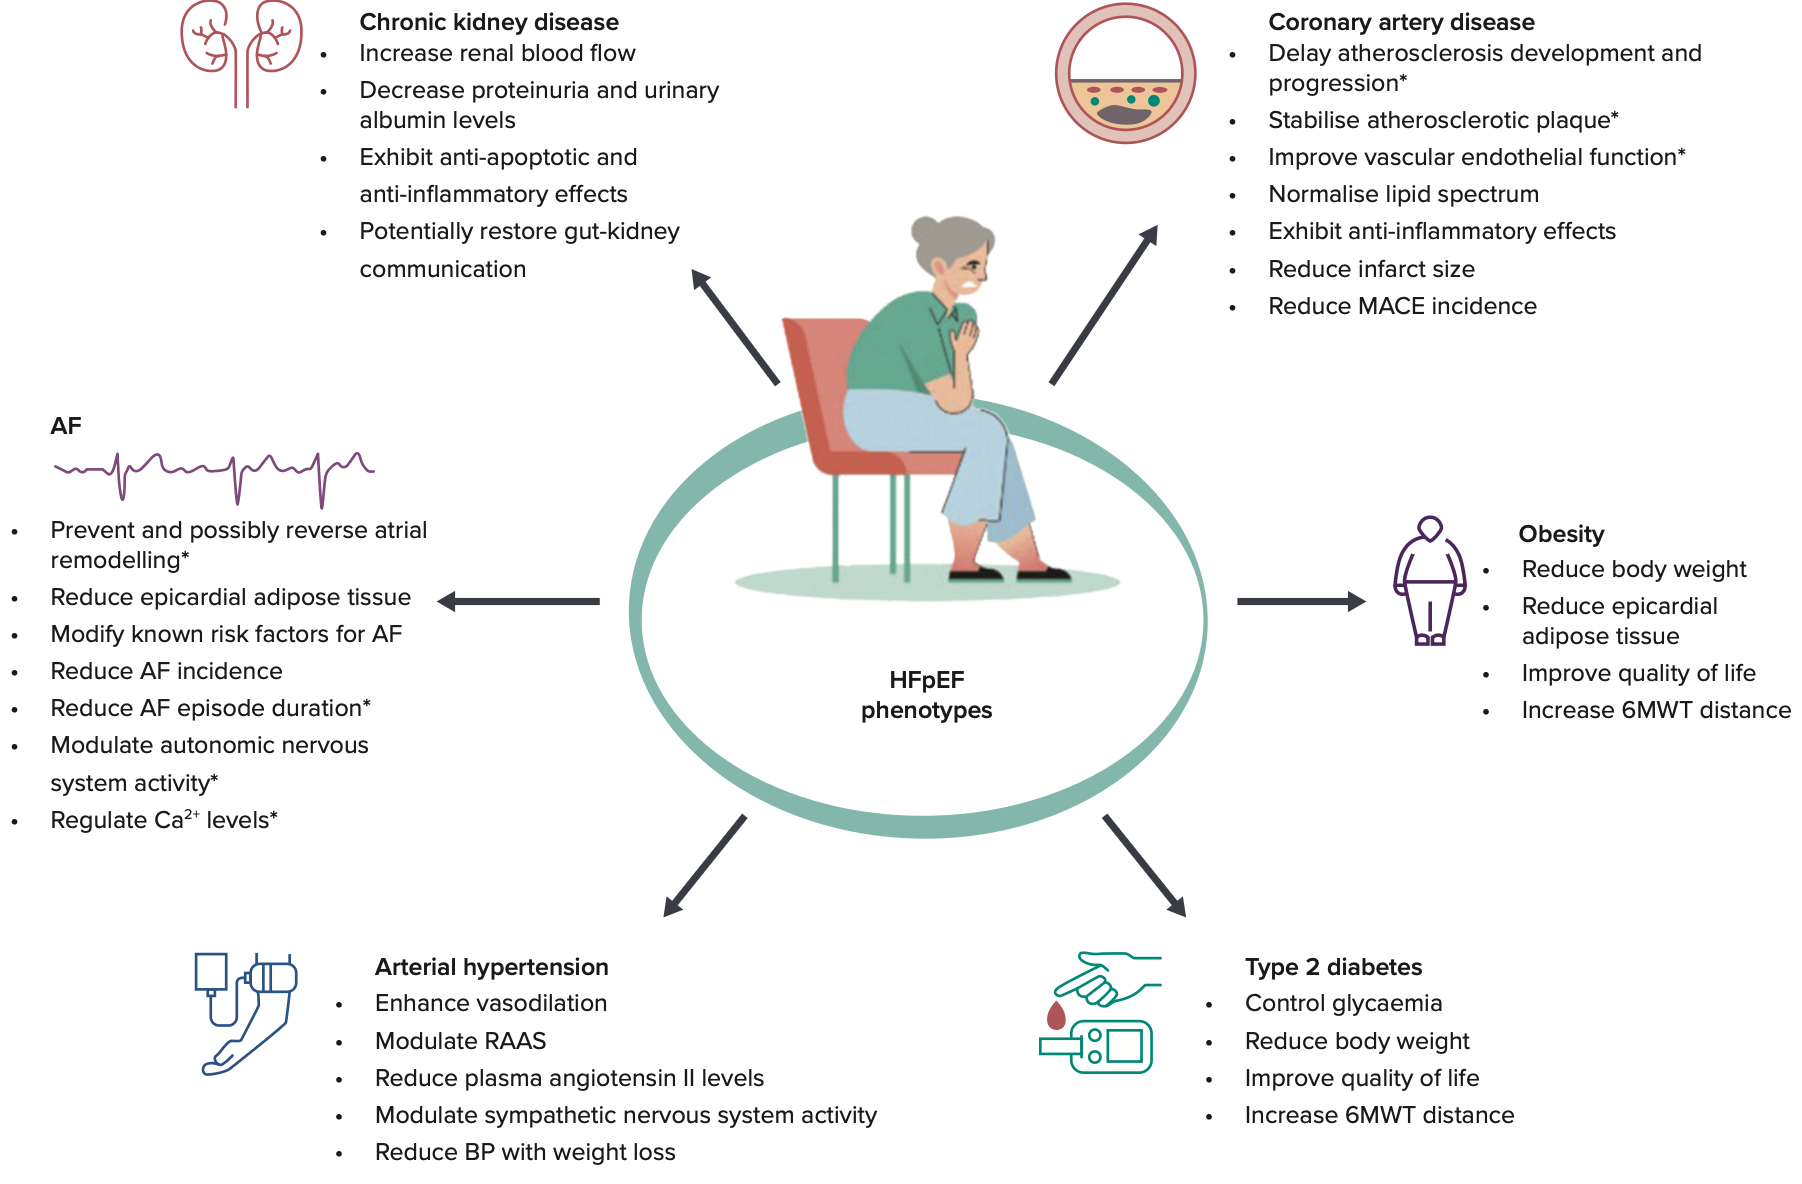 Chronic kidney disease
• Increase renal blood flow
• Decrease proteinuria and urinary
albumin levels
• Exhibit anti-apoptotic and
anti-inflammatory effects
• Potentially restore gut-kidney
communication
Coronary artery disease
• Delay atherosclerosis development and
progression*
• Stabilise atherosclerotic plaque*
• Improve vascular endothelial function*
• Normalise lipid spectrum
• Exhibit anti-inflammatory effects
• Reduce infarct size
• Reduce MACE incidence
AF
• Prevent and possibly reverse atrial
remodelling*
• Reduce epicardial adipose tissue
• Modify known risk factors for AF
• Reduce AF incidence
• Reduce AF episode duration*
• Modulate autonomic nervous
system activity*
• Regulate Ca²⁺ levels*
HFpEF
phenotypes
Obesity
• Reduce body weight
• Reduce epicardial
adipose tissue
• Improve quality of life
• Increase 6MWT distance
Arterial hypertension
• Enhance vasodilation
• Modulate RAAS
• Reduce plasma angiotensin II levels
• Modulate sympathetic nervous system activity
• Reduce BP with weight loss
Type 2 diabetes
• Control glycaemia
• Reduce body weight
• Improve quality of life
• Increase 6MWT distance